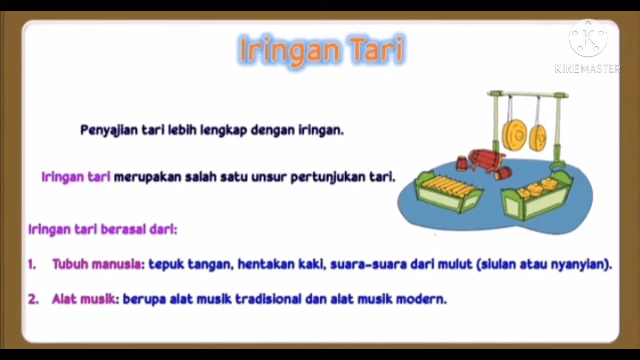 Iringan Tari
KINEMASTER
Penyajian tari lebih lengkap dengan iringan.
Iringan tari merupakan salah satu unsur pertunjukan tari.
Iringan tari berasal dari:
1. Tubuh manusia: tepuk tangan, hentakan kaki, suara-suara dari mulut (siulan atau nyanyian).
2. Alat musik: berupa alat musik tradisional dan alat musik modern.